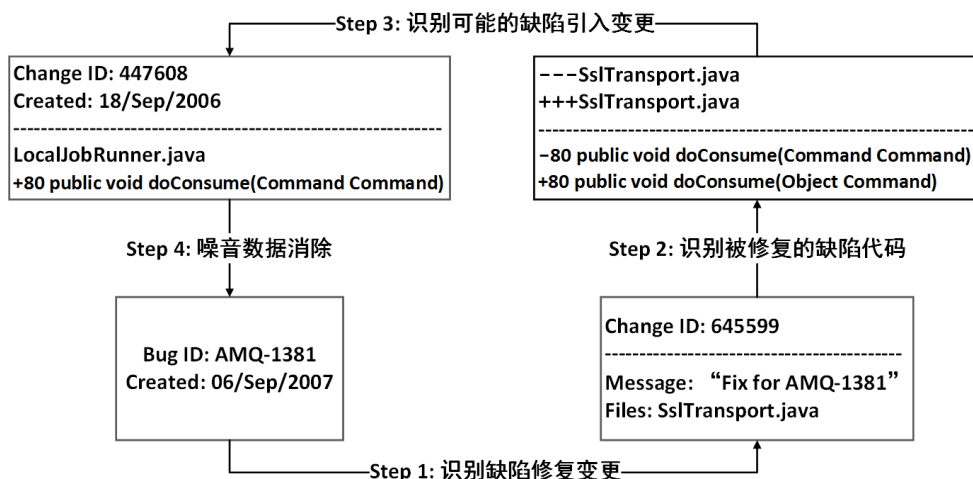 Step 3: 识别可能的缺陷引入变更
Change ID: 447608
Created: 18/Sep/2006
LocalJobRunner.java
+80 public void doConsume(Command Command)
---SslTransport.java
+++SslTransport.java
-80 public void doConsume(Command Command)
+80 public void doConsume(Object Command)
Step 4: 噪音数据消除
Step 2: 识别被修复的缺陷代码
Bug ID: AMQ-1381
Created: 06/Sep/2007
Change ID: 645599
Message: “Fix for AMQ-1381”
Files: SslTransport.java
Step 1: 识别缺陷修复变更